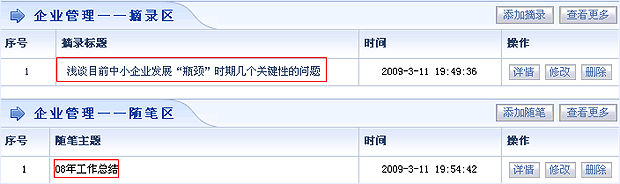 企业管理——摘录区 添加摘录 查看更多
序号 摘录标题 时间 操作
1 浅谈目前中小企业发展“瓶颈”时期几个关键性的问题 2009-3-11 19:49:36 详情 修改 删除
企业管理——随笔区 添加随笔 查看更多
序号 随笔主题 时间 操作
1 08年工作总结 2009-3-11 19:54:42 详情 修改 删除